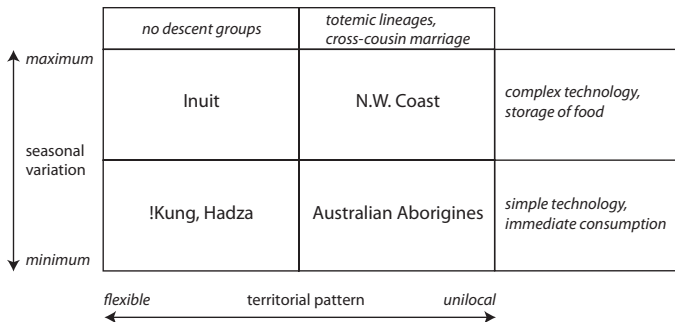 no descent groups
totemic lineages,
cross-cousin marriage
maximum
Inuit
N.W. Coast
complex technology,
storage of food
seasonal
variation
!Kung, Hadza
Australian Aborigines
simple technology,
immediate consumption
minimum
flexible
territorial pattern
unilocal